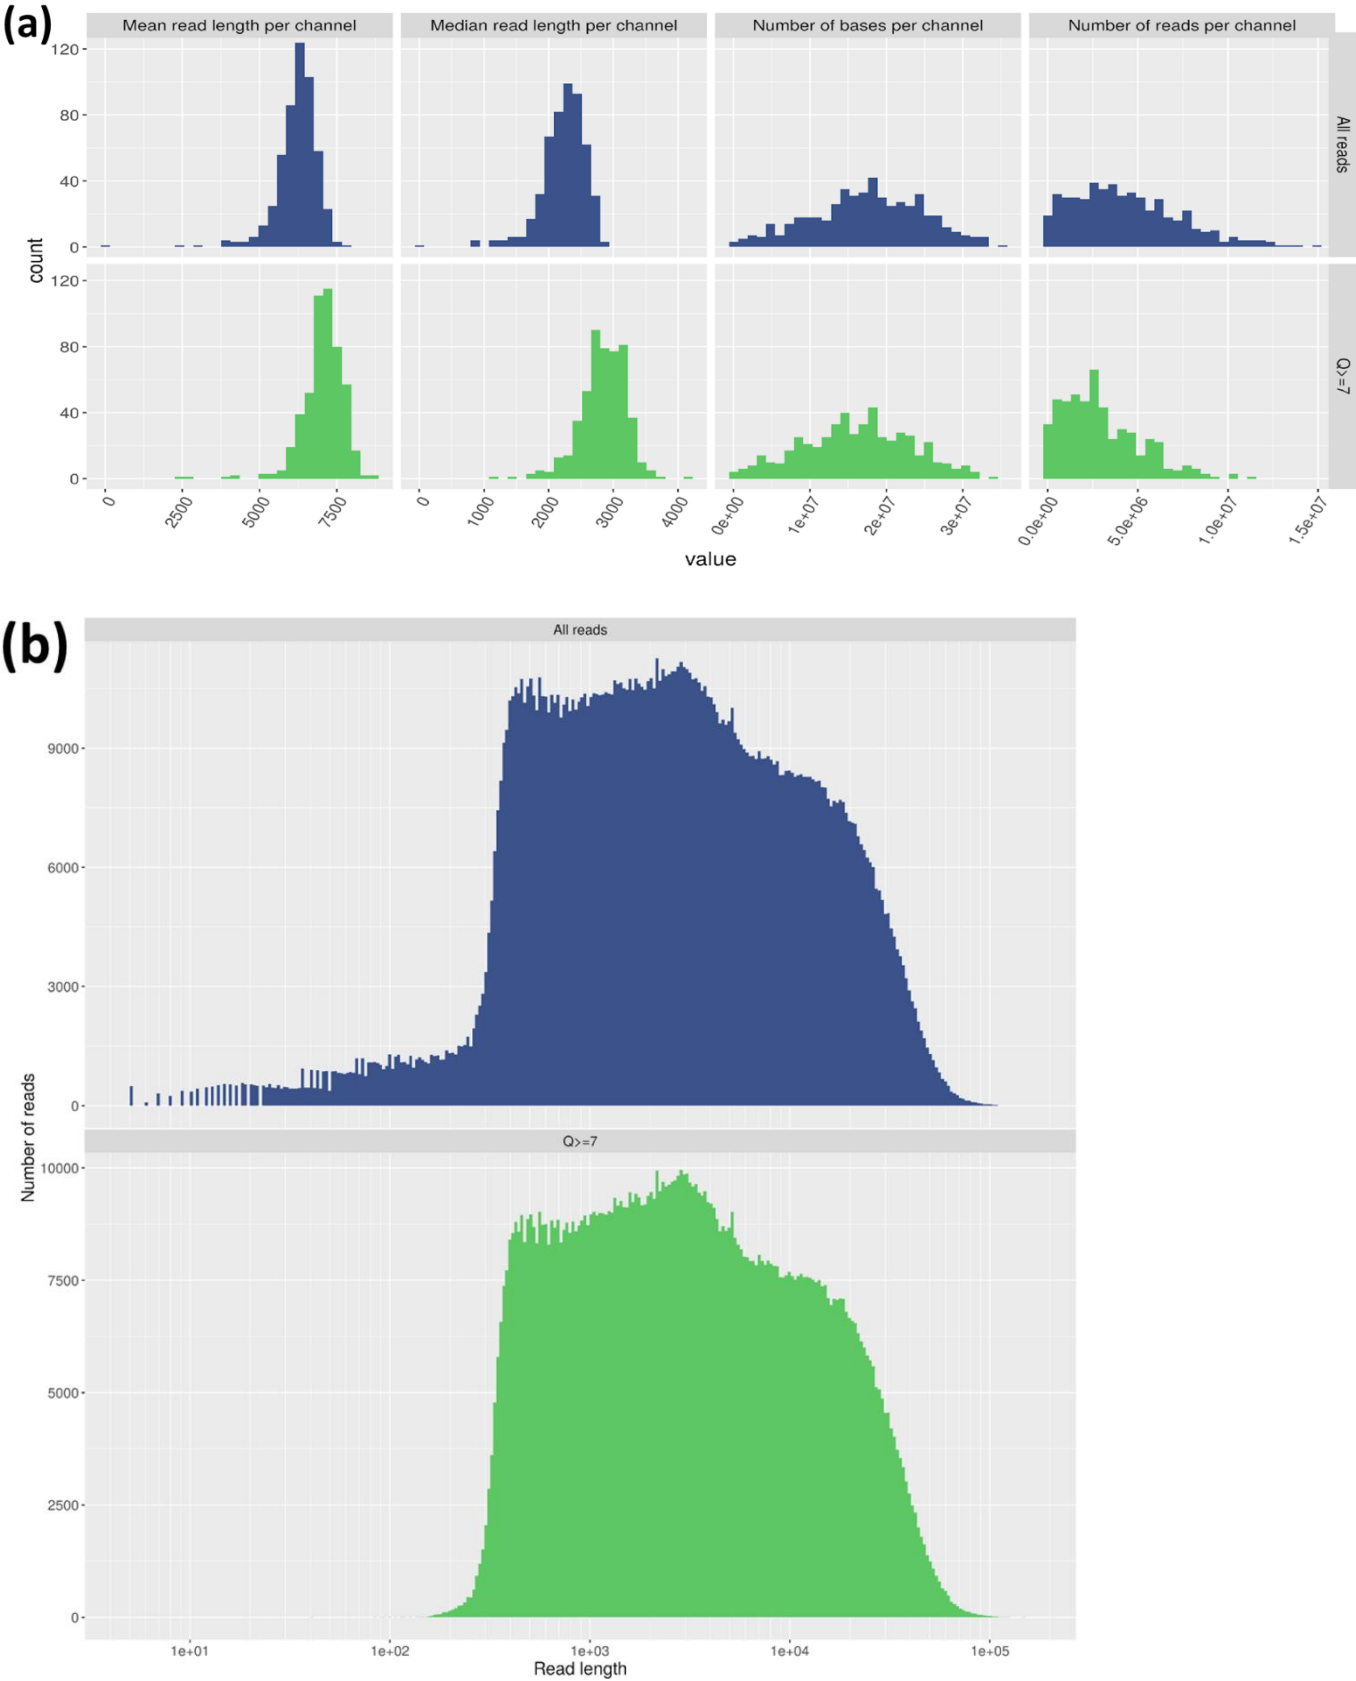 (a)
Mean read length per channel
Median read length per channel
Number of bases per channel
Number of reads per channel
120
80
40
0
All reads
count
120
80
40
0
Q>=7
0
2500
5000
7500
0
1000
2000
3000
4000
0e+00
1e+07
2e+07
3e+07
0.0e+00
5.0e+06
1.0e+07
1.5e+07
value
(b)
All reads
9000
6000
3000
0
Number of reads
Q>=7
10000
7500
5000
2500
0
1e+01
1e+02
1e+03
1e+04
1e+05
Read length